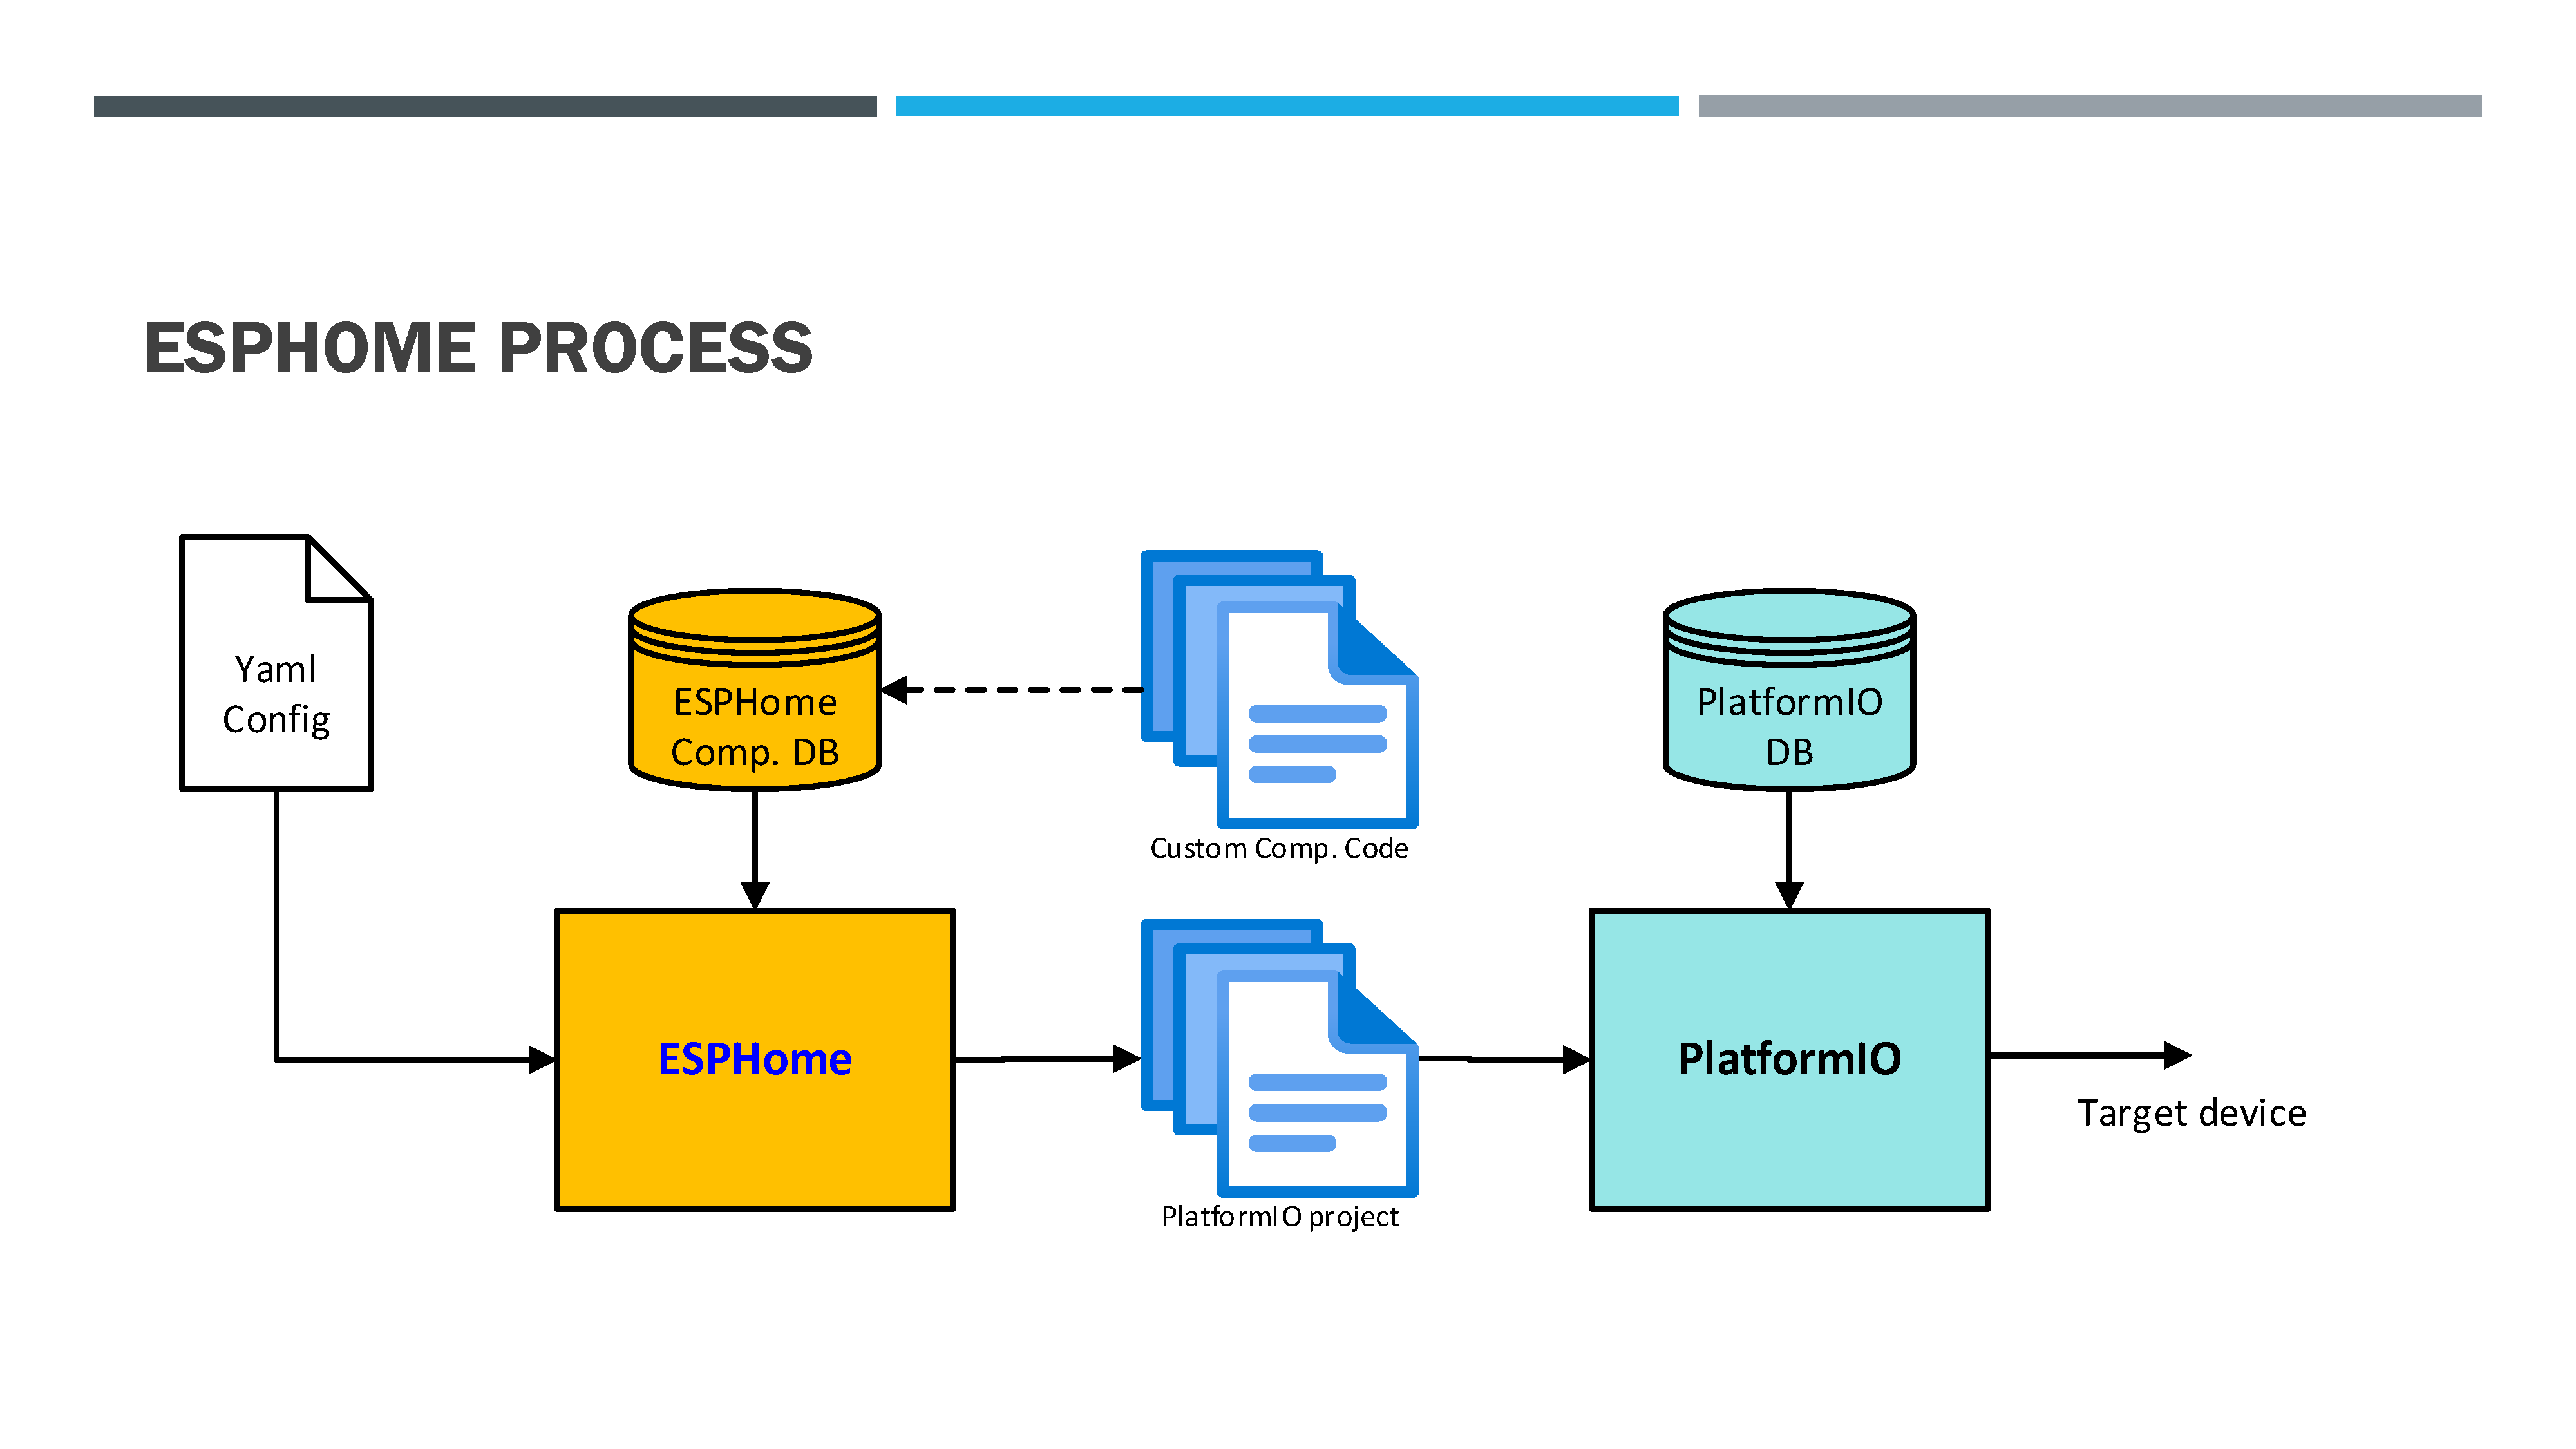 ESPHOME PROCESS
Yaml
Config
ESPHome
Comp. DB
Custom Comp. Code
PlatformIO
DB
ESPHome
PlatformIO project
PlatformIO
Target device